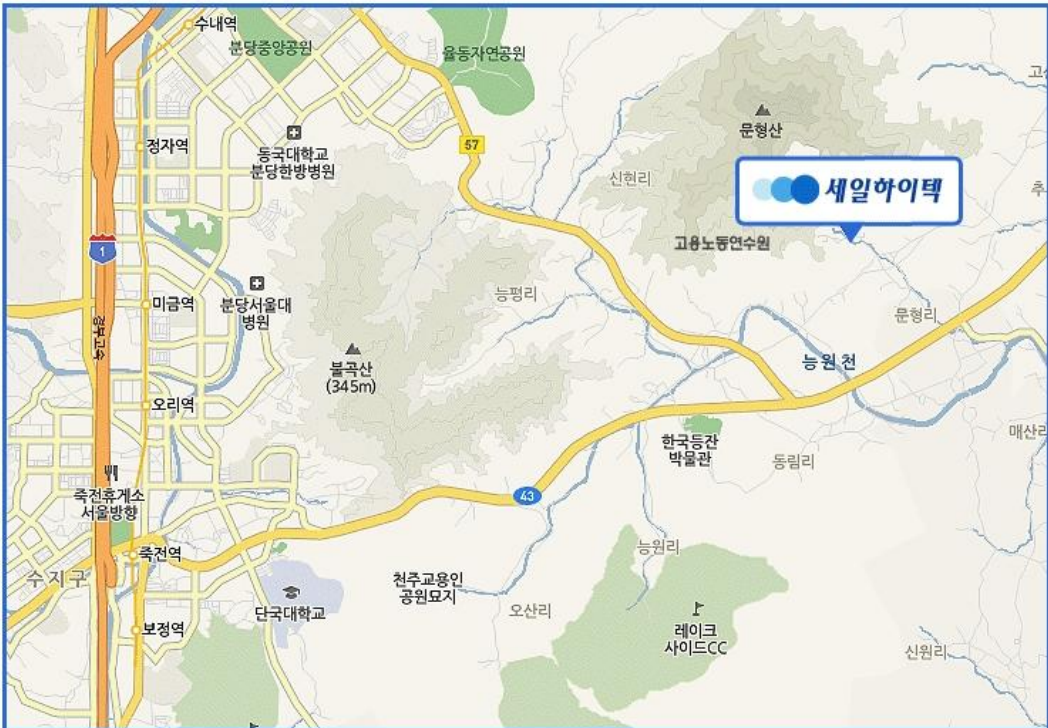 수내역
분당중앙공원
율동자연공원
고산
문형산
57
정자역
동국대학교
분당한방병원
신현리
세일하이텍
추
고용노동연수원
1
분당서울대
병원
미금역
능평리
문형리
경부고속
불곡산
(345m)
능원천
오리역
한국등잔
박물관
동림리
매산리
죽전휴게소
서울방향
43
죽전역
수지구
능원리
천주교용인
공원묘지
단국대학교
오산리
레이크
사이드CC
보정역
신원리